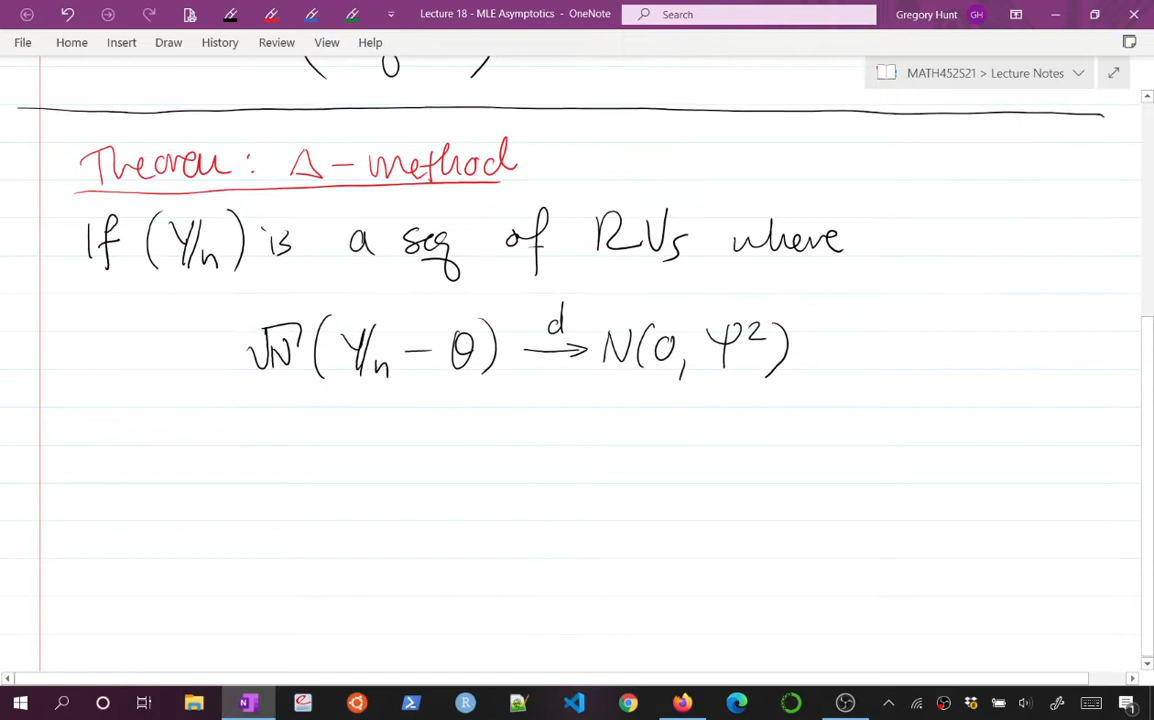 Lecture 18 - MLE Asymptotics - OneNote
Search
Gregory Hunt GH
File Home Insert Draw History Review View Help
MATH452S21 > Lecture Notes
Theorem: Δ-method
If (Yn) is a seq of RVs where
√N (Yn − θ) →d N(0, Ψ²)